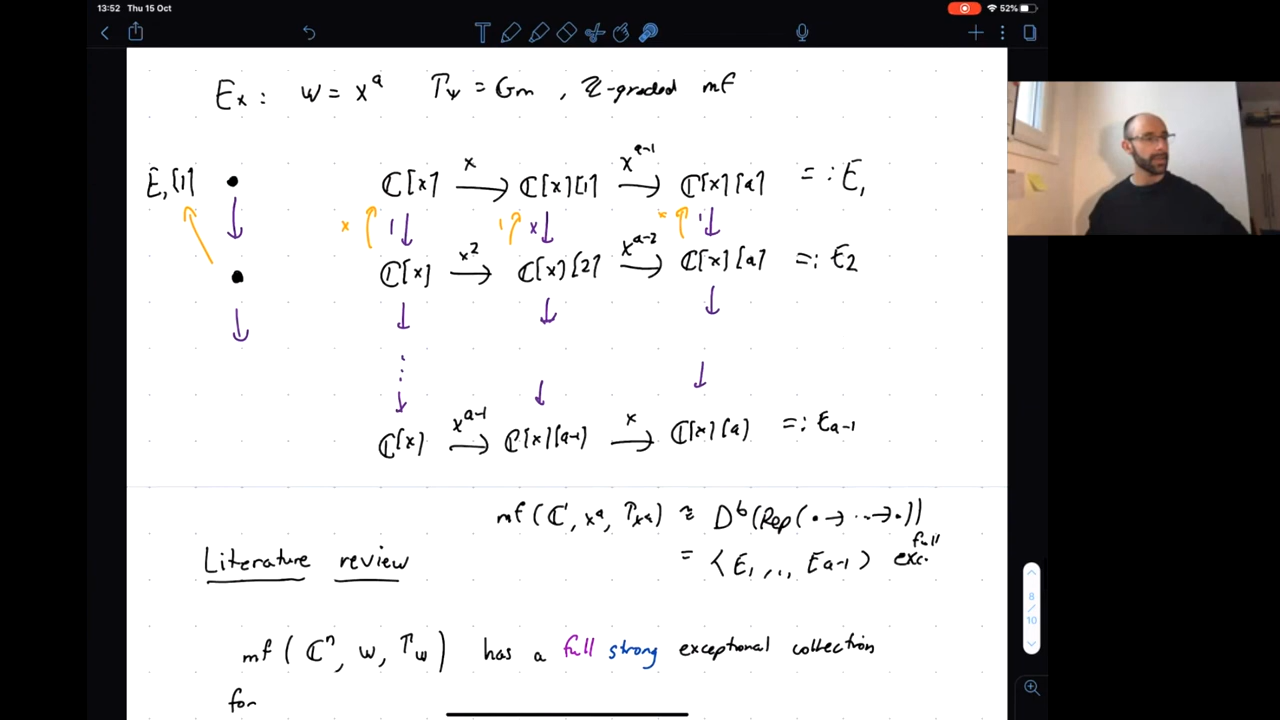 13:52 Thu 15 Oct
52%
Ex : w = x^a Γ_w = Gm , Z-graded mf
E,[1] • C[x] →^x C[x][1] →^{a-1}x C[x][a] =: E_1
x 1 1 x x 1
• C[x] →^{x^2} C[x][2] →^{x^{a-2}} C[x][a] =: E_2
⋮
C[x] →^{x^{a-1}} C[x][a-1] →^x C[x][a] =: E_{a-1}
mf(C', x^a, Γ_{x^a}) ≈ D^b(Rep(•→ ... →•))
= ⟨E_1, .., E_{a-1}⟩ full exc.
Literature review
mf(C^n, w, Γ_w) has a full strong exceptional collection
for
8
/
10